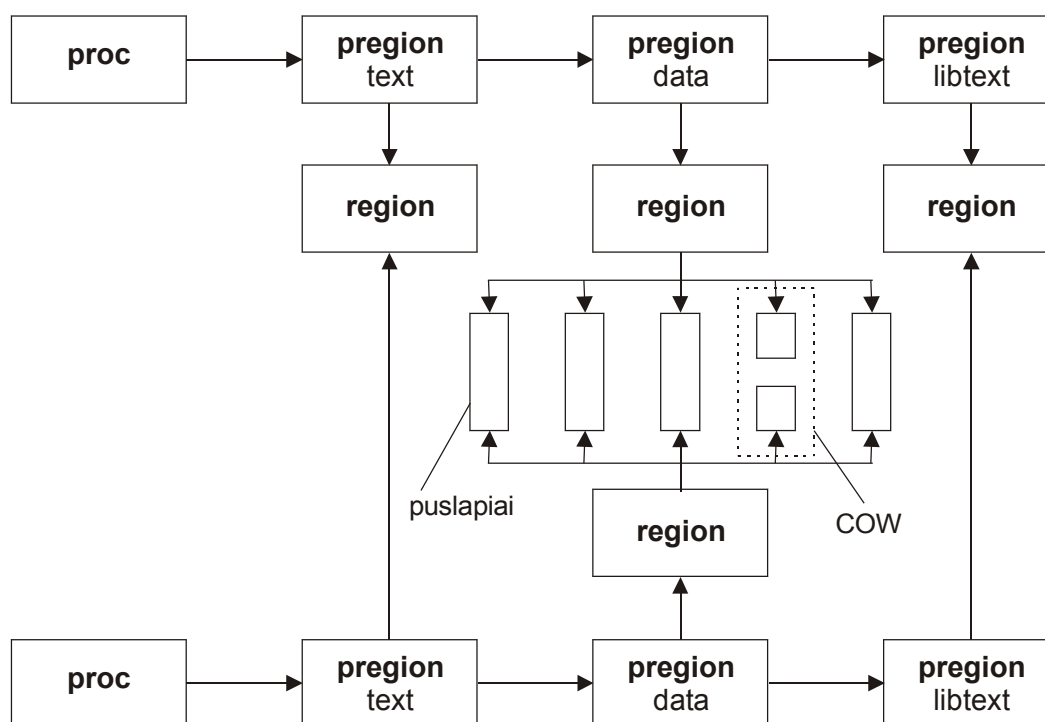 proc
pregion
text
pregion
data
pregion
libtext
region
region
region
puslapiai
COW
region
proc
pregion
text
pregion
data
pregion
libtext